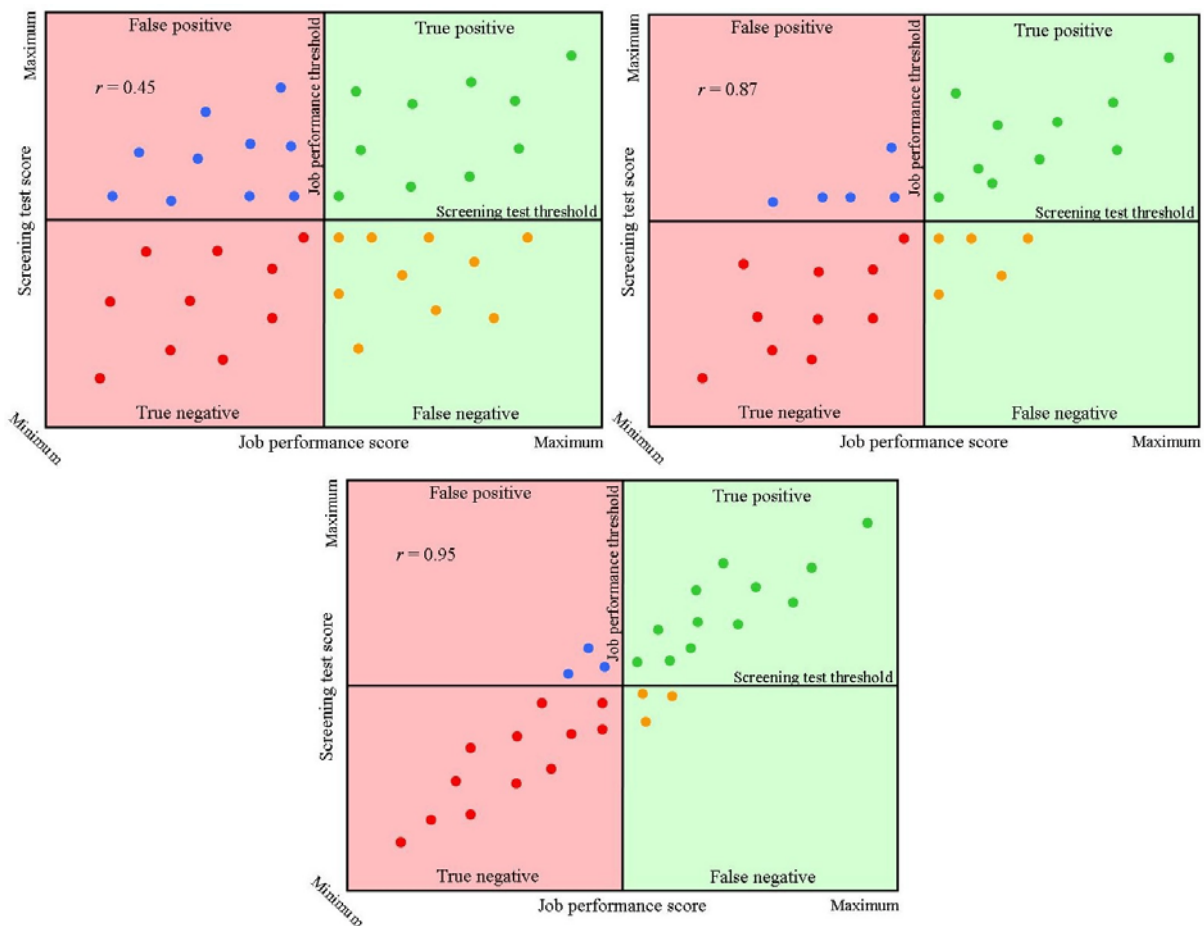 False positive
True positive
Maximum
r = 0.45
Job performance threshold
Screening test score
Screening test threshold
True negative
False negative
Minimum
Job performance score
Maximum
False positive
True positive
Maximum
r = 0.87
Job performance threshold
Screening test score
Screening test threshold
True negative
False negative
Minimum
Job performance score
Maximum
False positive
True positive
Maximum
r = 0.95
Job performance threshold
Screening test score
Screening test threshold
True negative
False negative
Minimum
Job performance score
Maximum